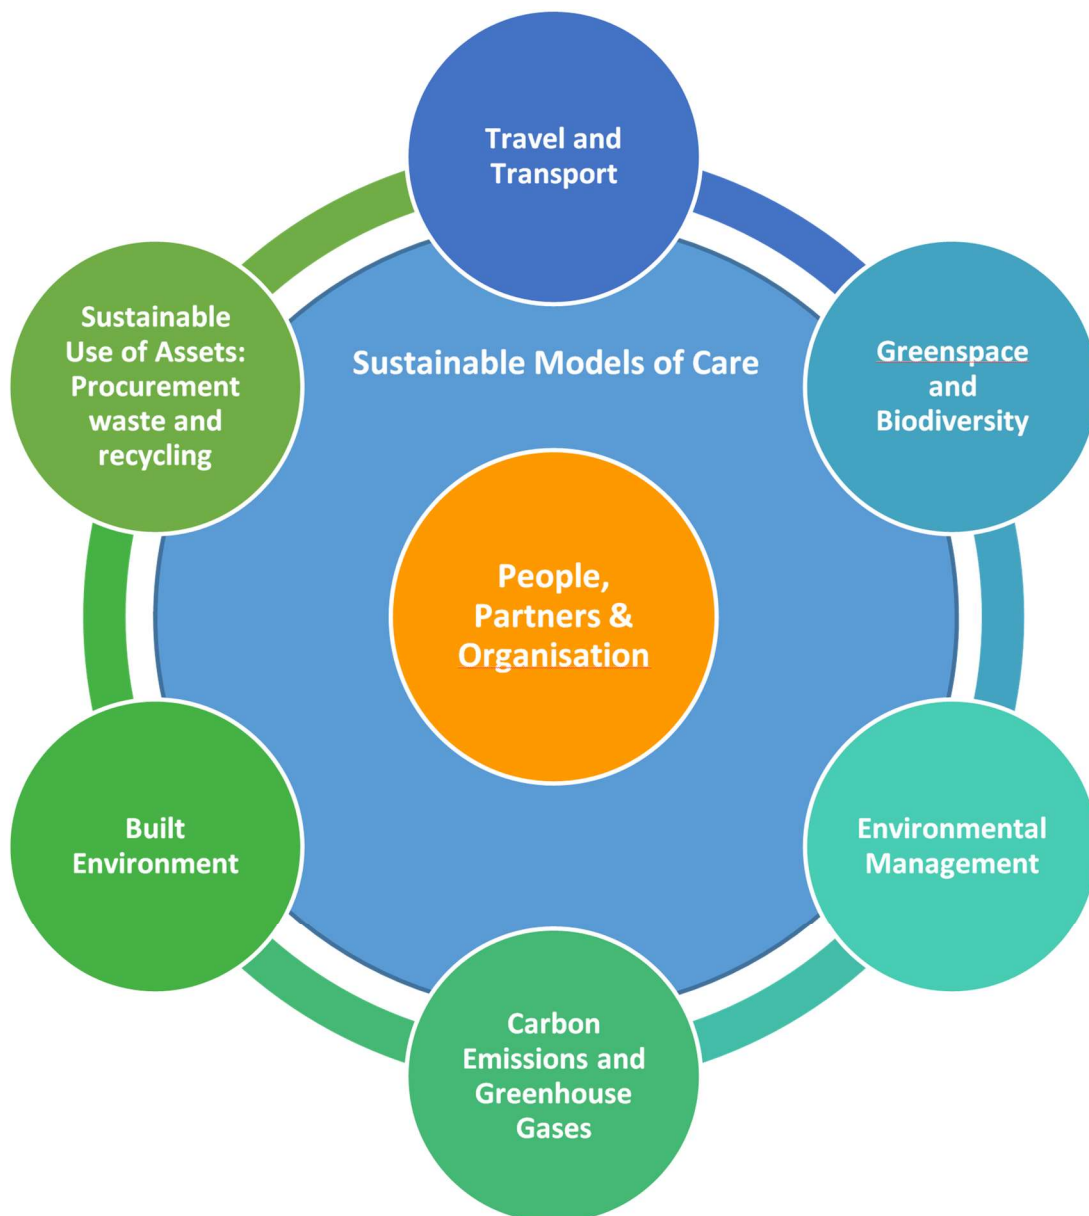 Travel and
Transport
Sustainable
Use of Assets:
Procurement
waste and
recycling
Sustainable Models of Care
Greenspace
and
Biodiversity
People,
Partners &
Organisation
Built
Environment
Environmental
Management
Carbon
Emissions and
Greenhouse
Gases